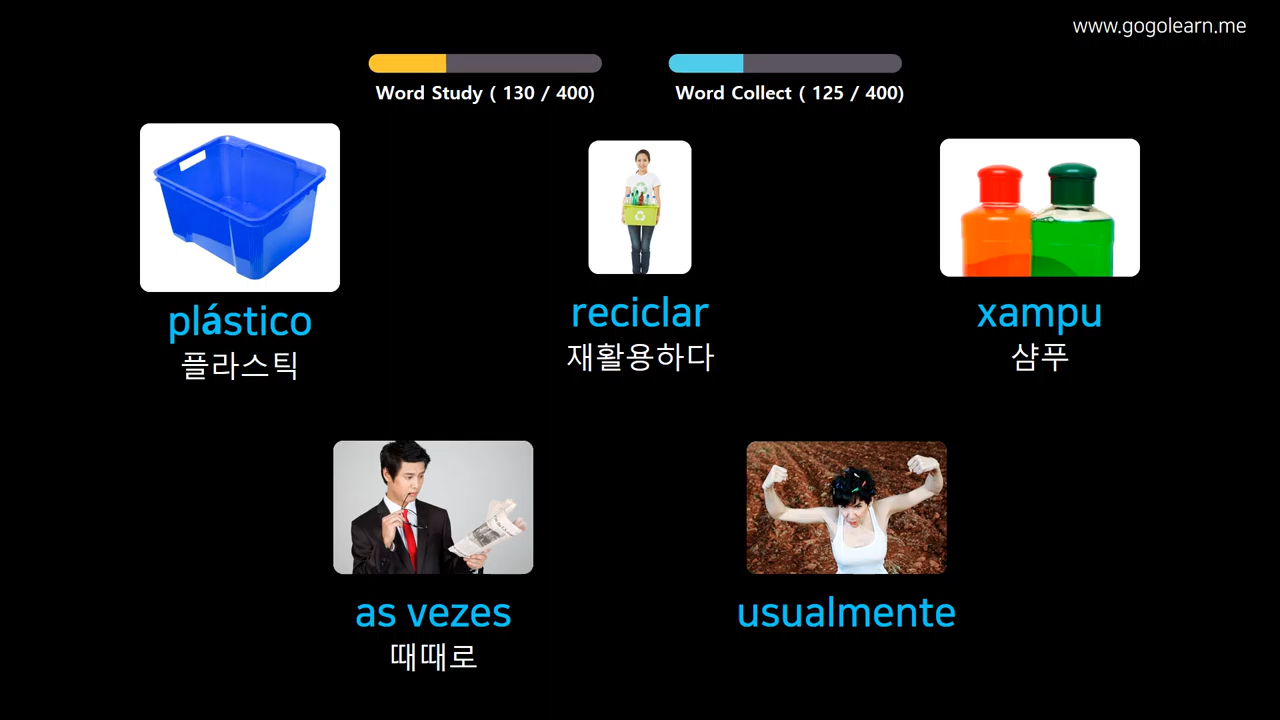 www.gogolearn.me
Word Study ( 130 / 400)
Word Collect ( 125 / 400)
plástico
플라스틱
reciclar
재활용하다
xampu
샴푸
as vezes
때때로
usualmente